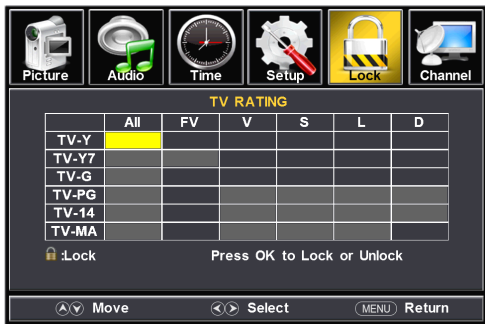 Picture Audio Time Setup Lock Channel
TV RATING
All FV V S L D
TV-Y
TV-Y7
TV-G
TV-PG
TV-14
TV-MA
:Lock Press OK to Lock or Unlock
Move Select MENU Return